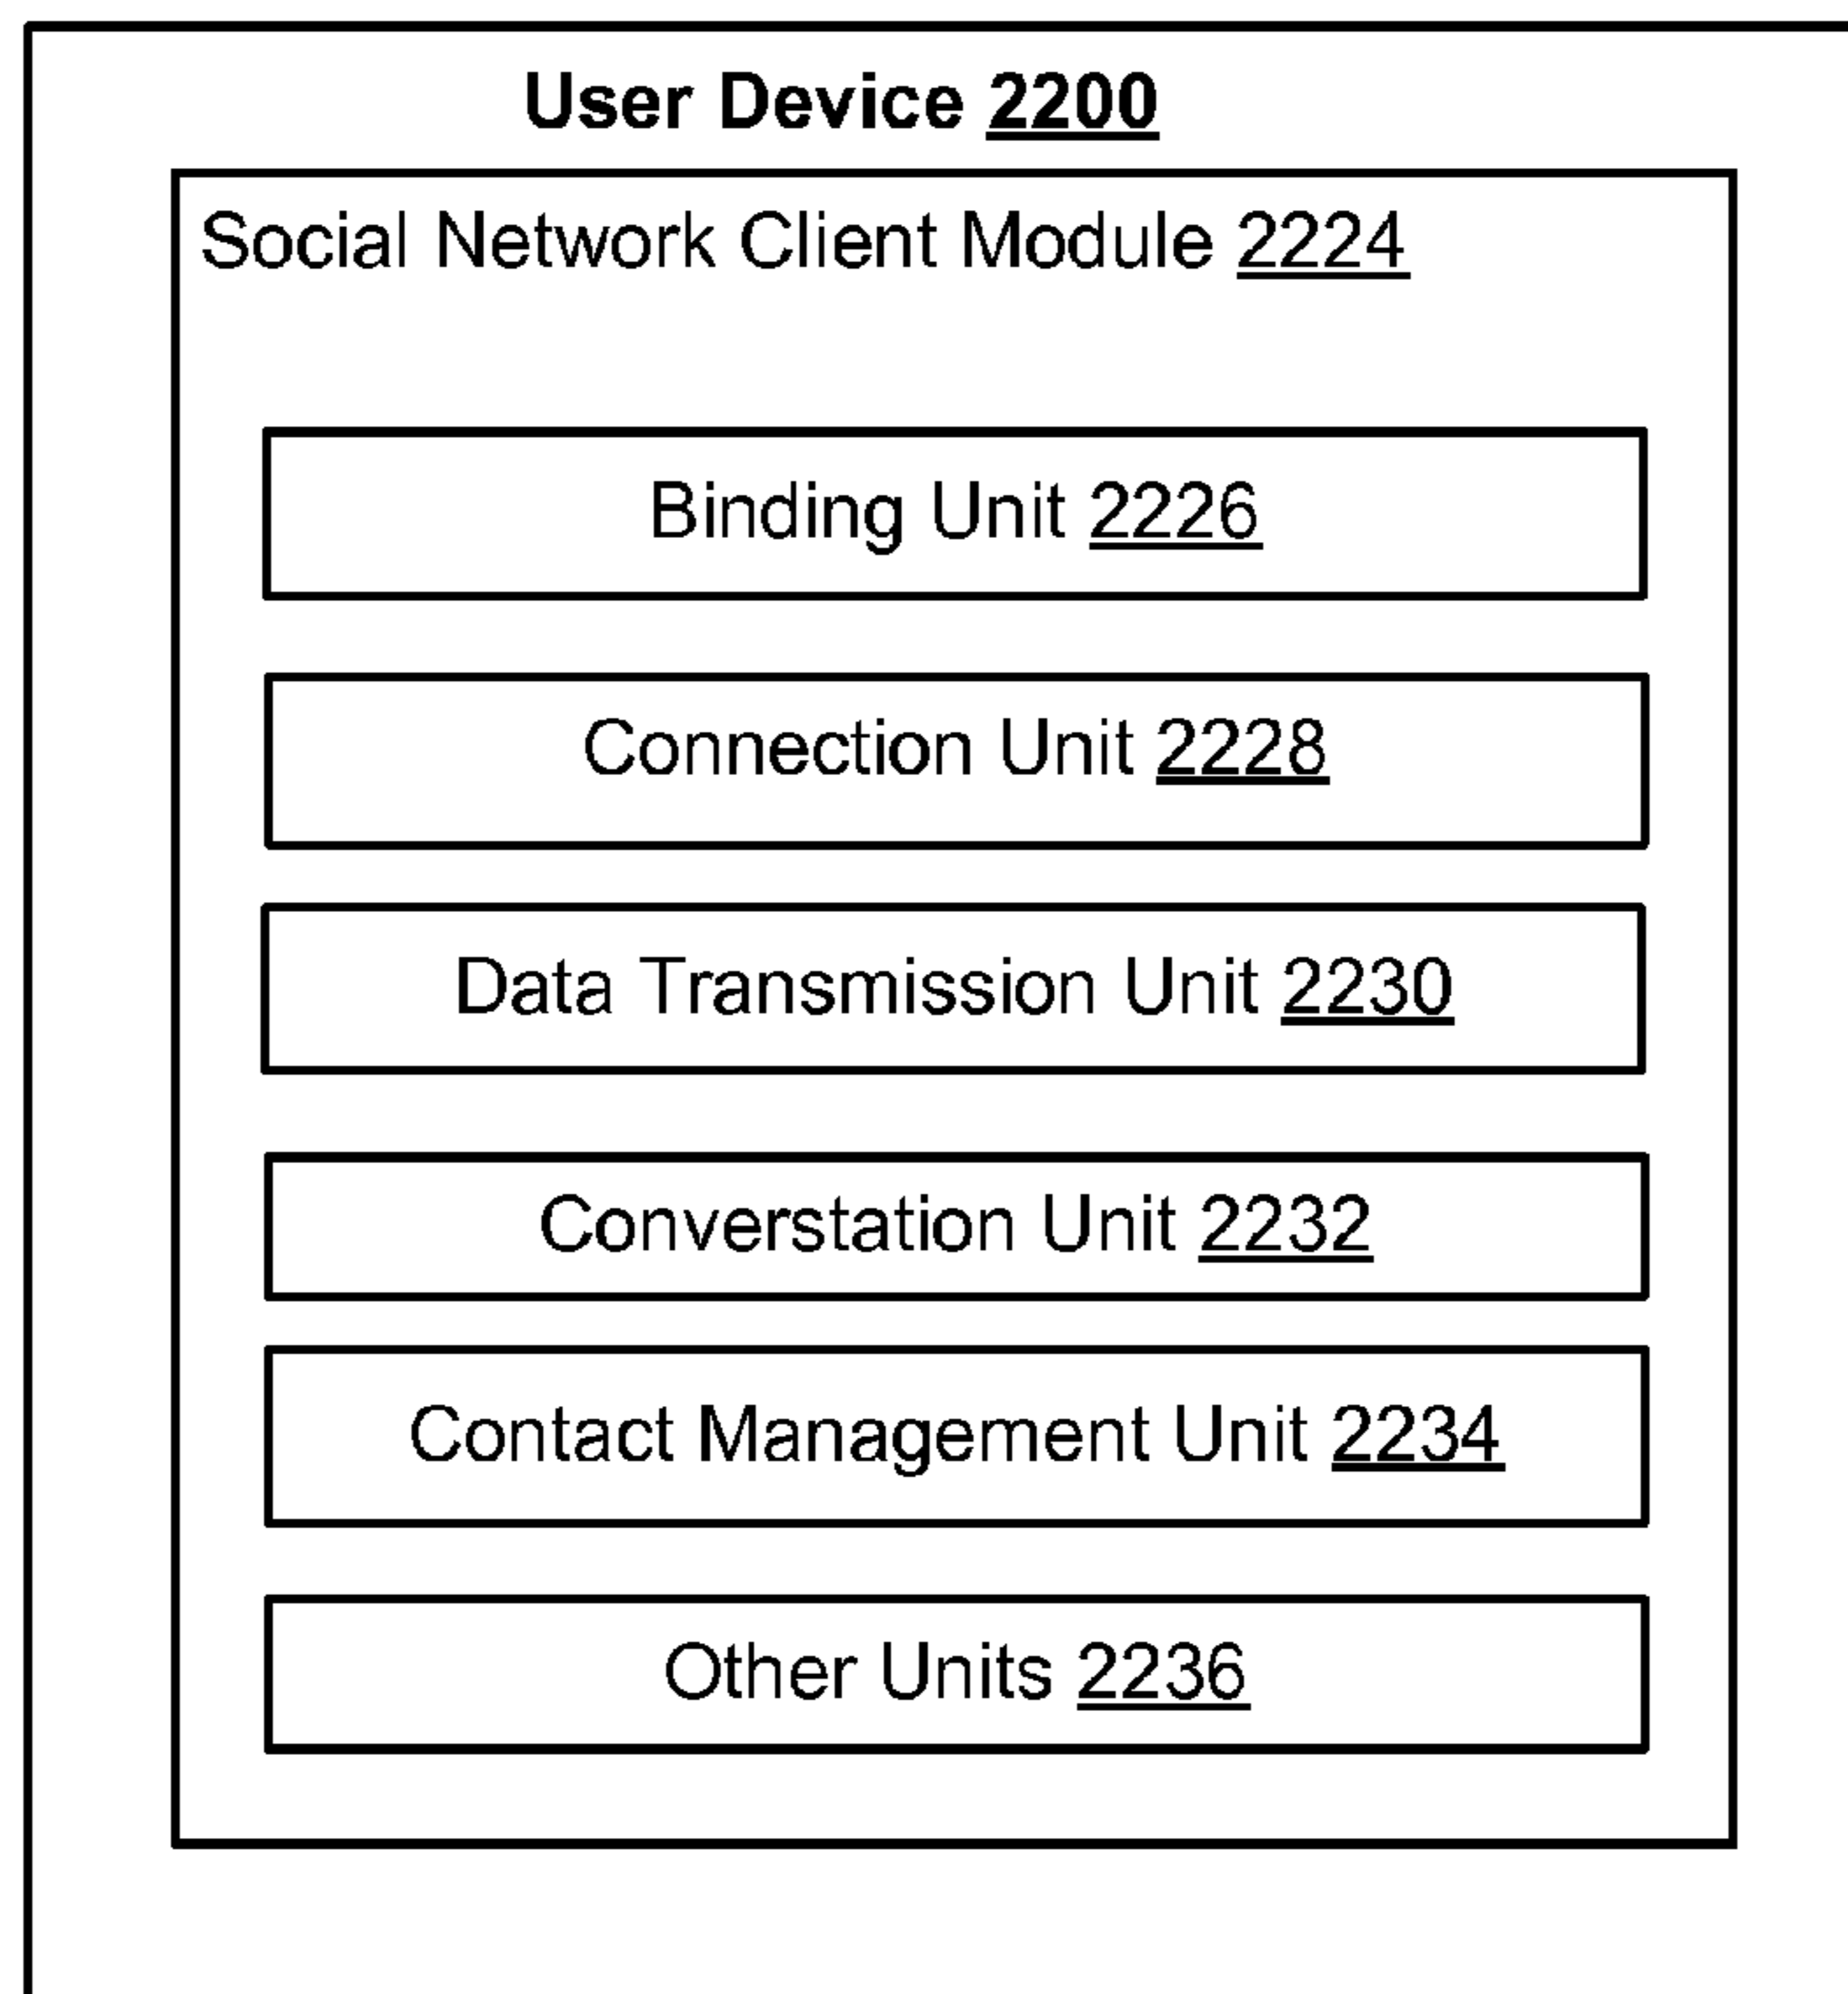 User Device 2200
Social Network Client Module 2224
Binding Unit 2226
Connection Unit 2228
Data Transmission Unit 2230
Converstation Unit 2232
Contact Management Unit 2234
Other Units 2236